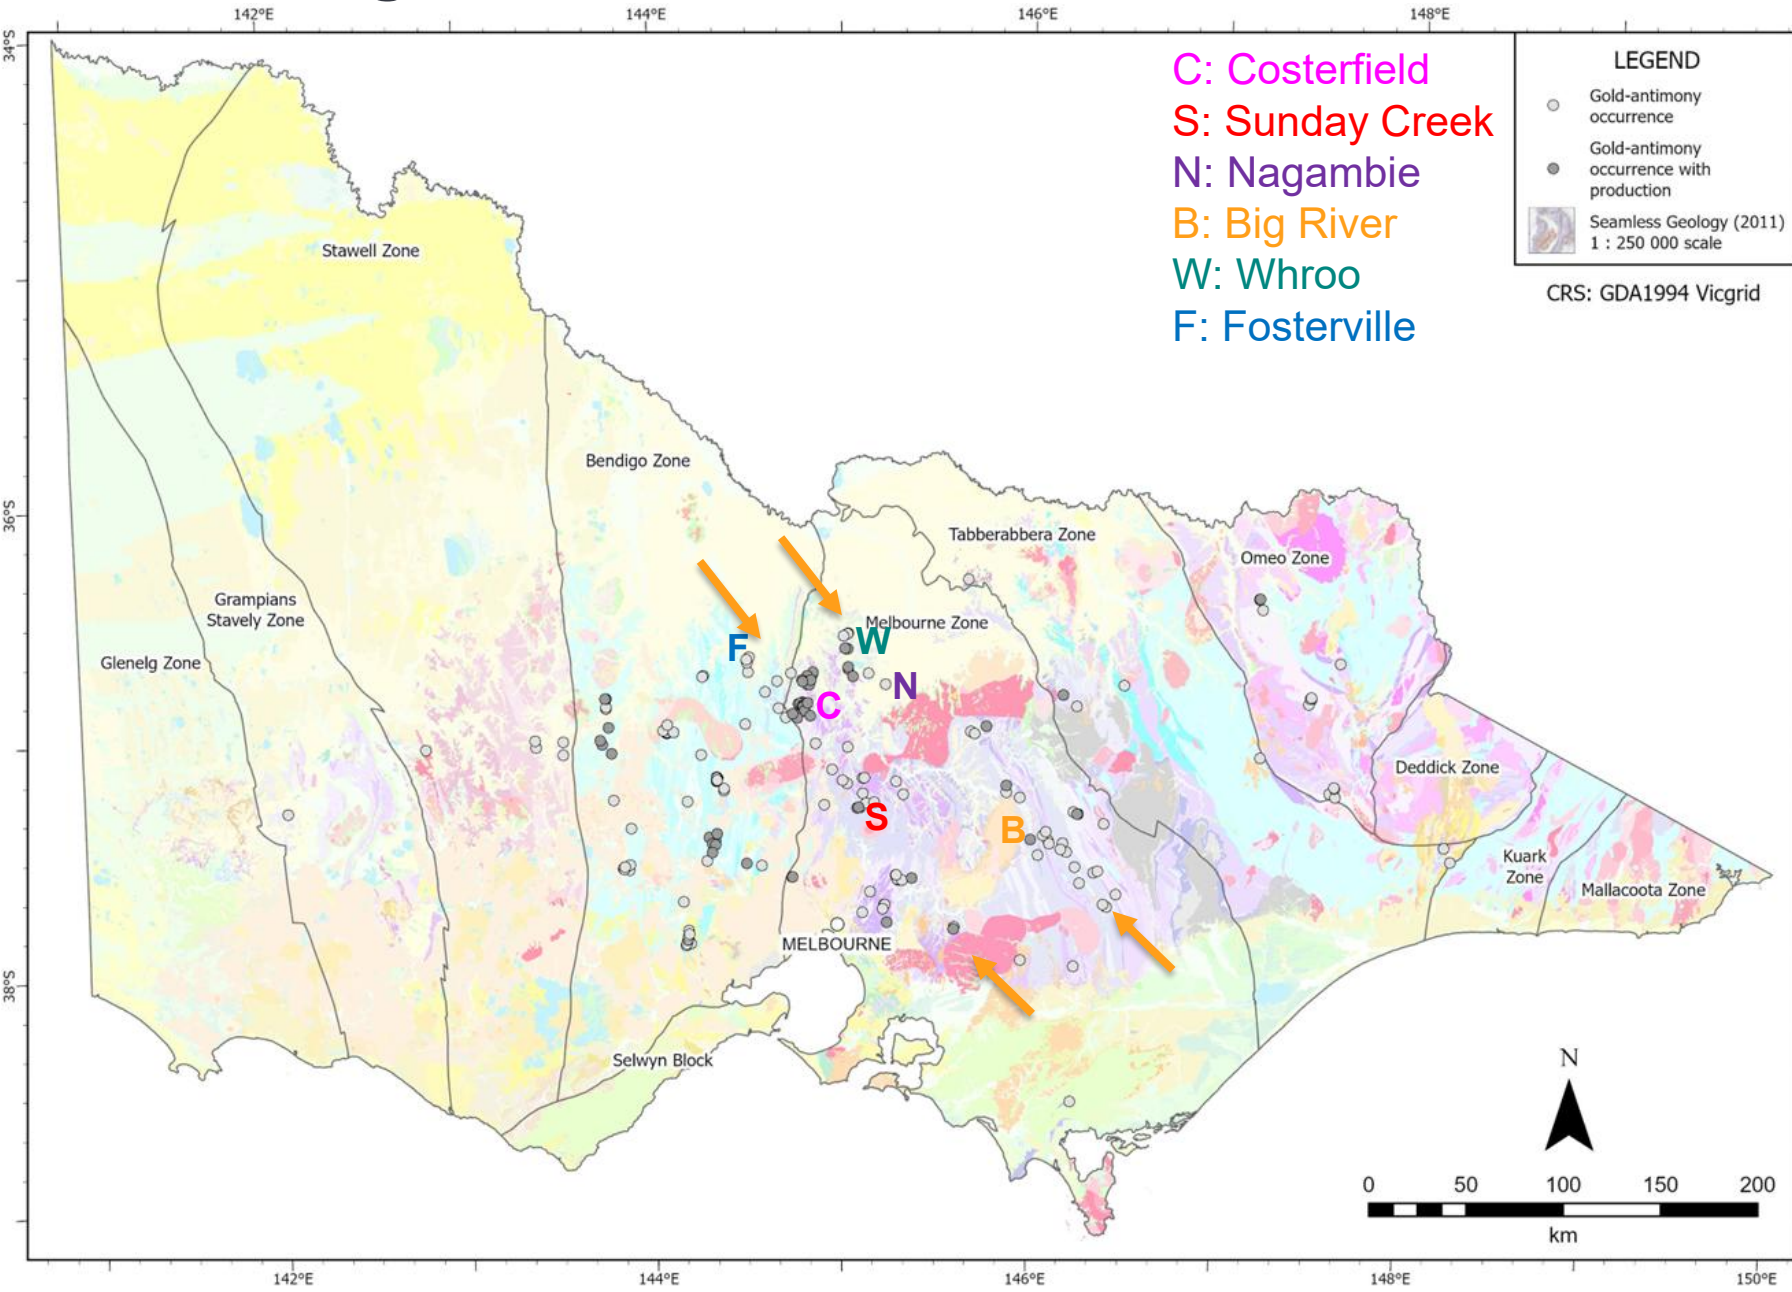 142°E
144°E
146°E
148°E
34°S
36°S
38°S
C: Costerfield
S: Sunday Creek
N: Nagambie
B: Big River
W: Whroo
F: Fosterville
LEGEND
Gold-antimony
occurrence
Gold-antimony
occurrence with
production
Seamless Geology (2011)
1 : 250 000 scale
CRS: GDA1994 Vicgrid
Stawell Zone
Bendigo Zone
Tabberabbera Zone
Omeo Zone
Grampians
Stavely Zone
Melbourne Zone
Glenelg Zone
F
W
N
C
Deddick Zone
S
B
Kuark
Zone
Mallacoota Zone
MELBOURNE
Selwyn Block
N
0 50 100 150 200
km
142°E
144°E
146°E
148°E
150°E